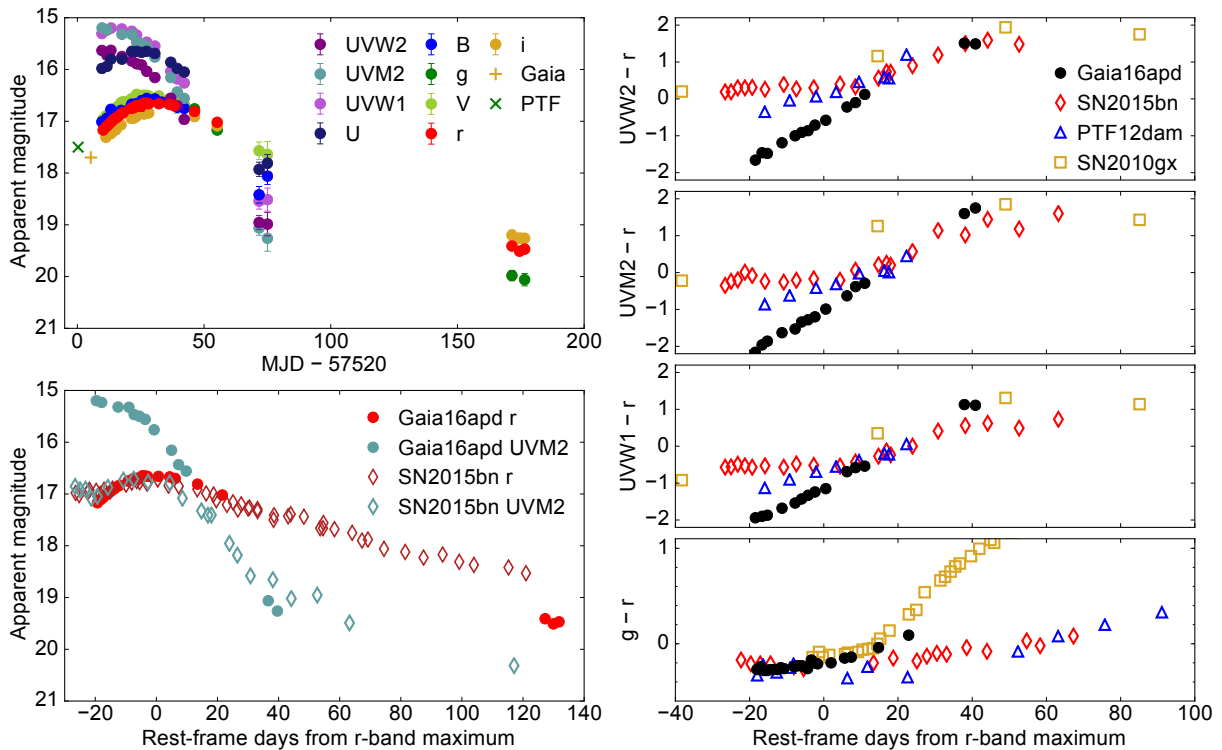 15
16
17
18
19
20
21
Apparent magnitude
UVW2
UVM2
UVW1
U
B
g
V
r
i
Gaia
PTF
0
50
100
150
200
MJD − 57520
15
16
17
18
19
20
21
Apparent magnitude
Gaia16apd r
Gaia16apd UVM2
SN2015bn r
SN2015bn UVM2
−20
0
20
40
60
80
100
120
140
Rest-frame days from r-band maximum
2
1
0
−1
−2
UVW2 − r
Gaia16apd
SN2015bn
PTF12dam
SN2010gx
2
1
0
−1
−2
UVM2 − r
2
1
0
−1
−2
UVW1 − r
1
0
g − r
−40
−20
0
20
40
60
80
100
Rest-frame days from r-band maximum